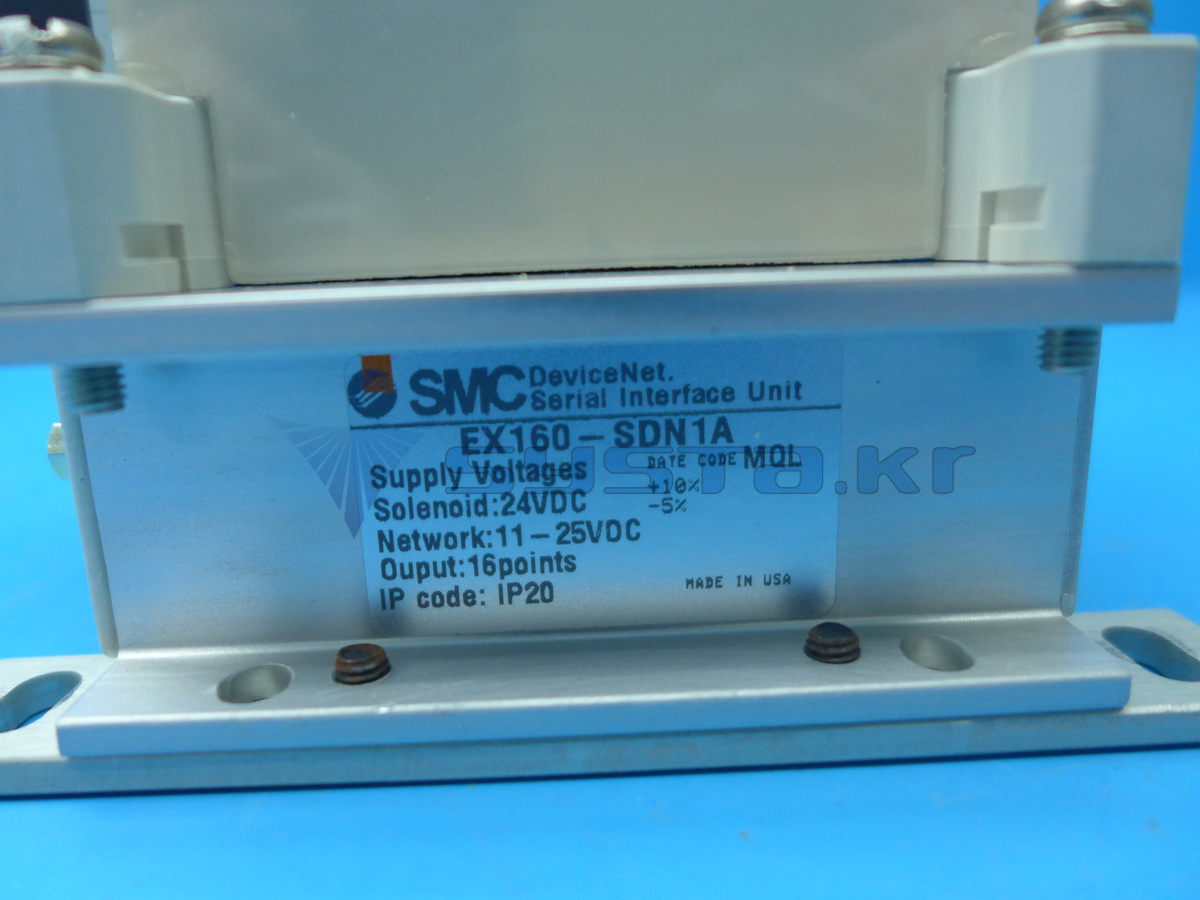 SMC DeviceNet.
Serial Interface Unit
EX160-SDN1A
Supply Voltages DATE CODE MQL
Solenoid:24VDC +10%
-5%
Network:11-25VDC
Ouput:16points
IP code: IP20 MADE IN USA
susta.kr